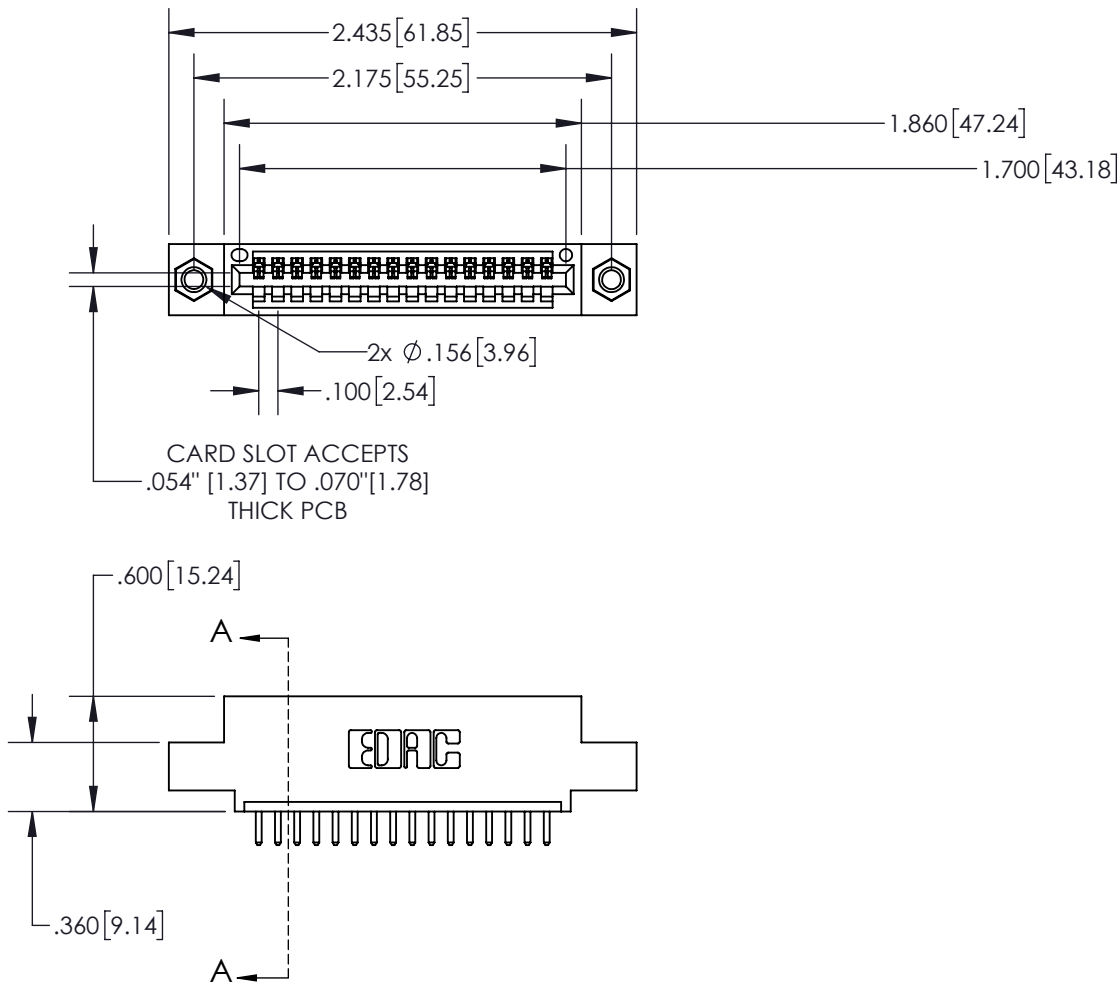 2.435[61.85]
2.175[55.25]
1.860[47.24]
1.700[43.18]
2x ∅.156[3.96]
.100[2.54]
CARD SLOT ACCEPTS
.054" [1.37] TO .070"[1.78]
THICK PCB
.600[15.24]
A
EDAC
.360[9.14]
A